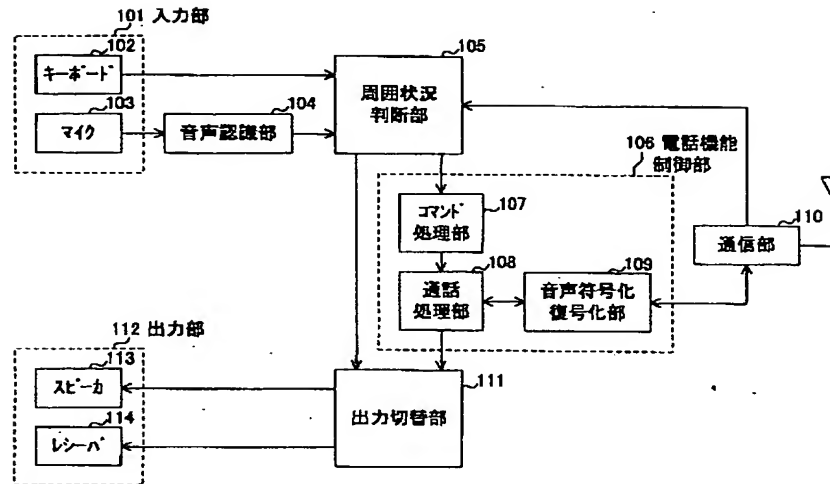 101 入力部
102
キーボード
103
マイク
104
音声認識部
105
周囲状況
判断部
106 電話機能
制御部
107
コマンド
処理部
108
通話
処理部
109
音声符号化
復号化部
110
通信部
111
出力切替部
112 出力部
113
スピーカ
114
レシーバ